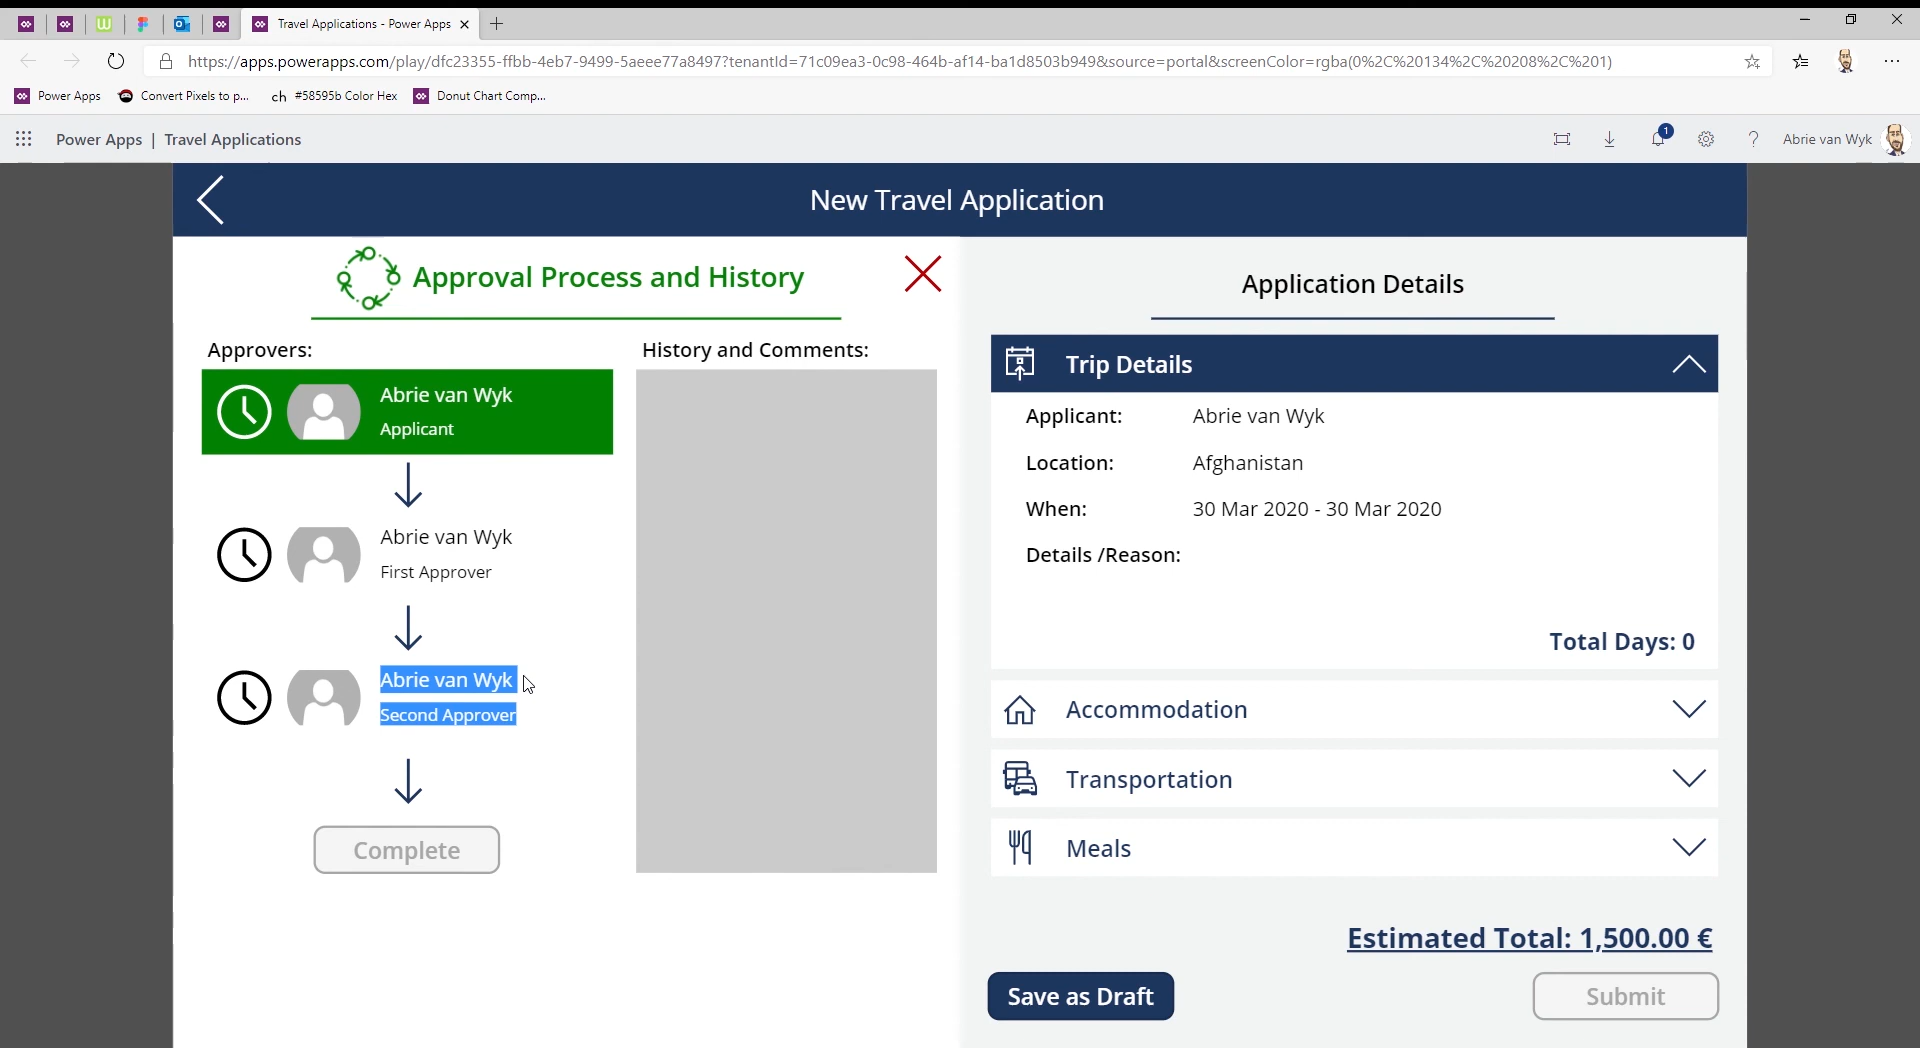 Travel Applications - Power Apps
https://apps.powerapps.com/play/dfc23355-ffbb-4eb7-9499-5aeee77a8497?tenantId=71c09ea3-0c98-464b-af14-ba1d8503b949&source=portal&screenColor=rgba(0%2C%20134%2C%20208%2C%201)
Power Apps
Convert Pixels to p...
ch #58595b Color Hex
Donut Chart Comp...
Power Apps | Travel Applications
1
?
Abrie van Wyk
New Travel Application
Approval Process and History
Approvers:
Abrie van Wyk
Applicant
Abrie van Wyk
First Approver
Abrie van Wyk
Second Approver
Complete
History and Comments:
Application Details
Trip Details
Applicant: Abrie van Wyk
Location: Afghanistan
When: 30 Mar 2020 - 30 Mar 2020
Details /Reason:
Total Days: 0
Accommodation
Transportation
Meals
Estimated Total: 1,500.00 €
Save as Draft
Submit